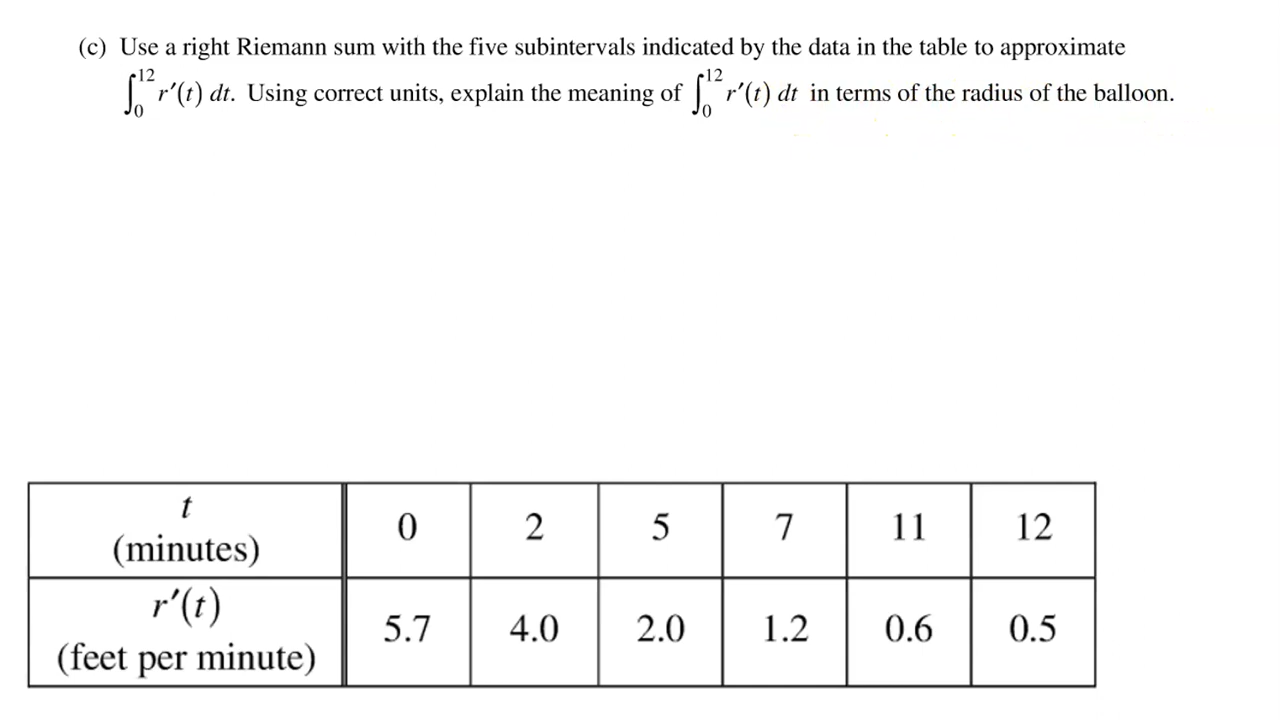 (c) Use a right Riemann sum with the five subintervals indicated by the data in the table to approximate
∫₀¹² r′(t) dt. Using correct units, explain the meaning of ∫₀¹² r′(t) dt in terms of the radius of the balloon.
t (minutes) 0 2 5 7 11 12
r′(t) (feet per minute) 5.7 4.0 2.0 1.2 0.6 0.5